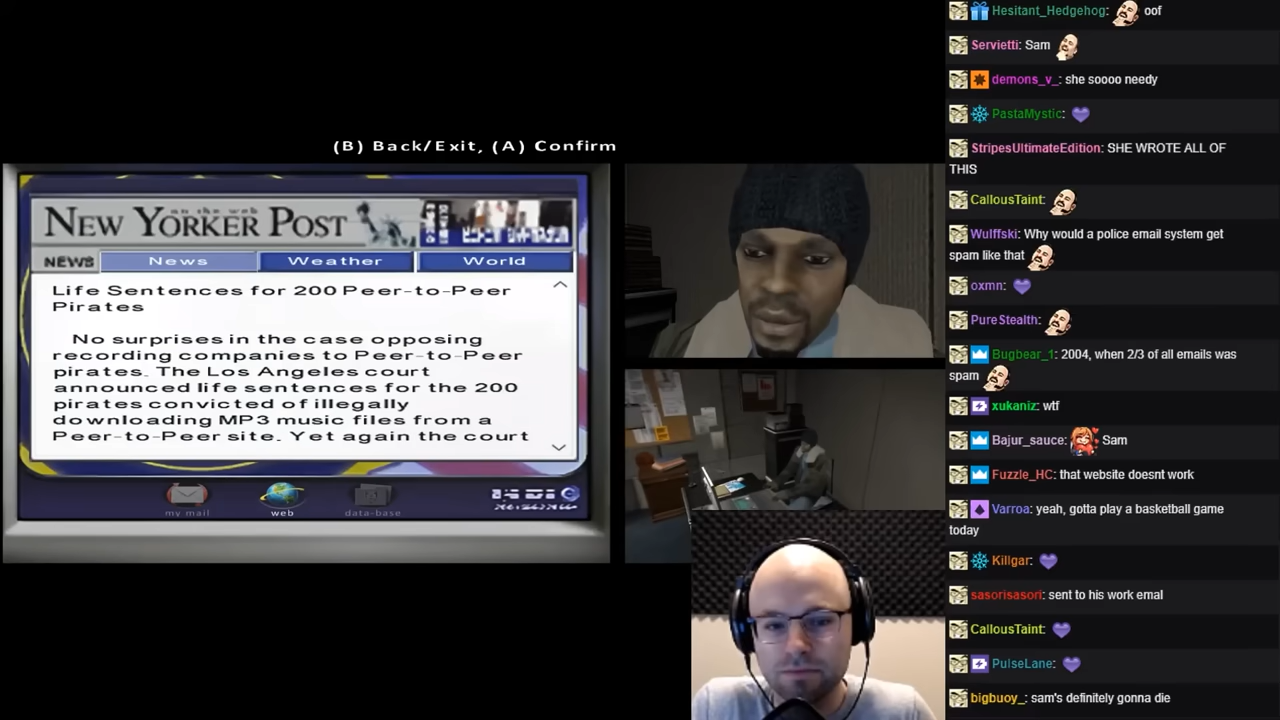 (B) Back/Exit, (A) Confirm
on the web
NEW YORKER POST
NEWS
News
Weather
World
Life Sentences for 200 Peer-to-Peer
Pirates
No surprises in the case opposing
recording companies to Peer-to-Peer
pirates. The Los Angeles court
announced life sentences for the 200
pirates convicted of illegally
downloading MP3 music files from a
Peer-to-Peer site. Yet again the court
my mail
web
data-base
Hesitant_Hedgehog: oof
Servietti: Sam
demons_v_: she soooo needy
PastaMystic:
StripesUltimateEdition: SHE WROTE ALL OF
THIS
CallousTaint:
Wulffski: Why would a police email system get
spam like that
oxmn:
PureStealth:
Bugbear_1: 2004, when 2/3 of all emails was
spam
xukaniz: wtf
Bajur_sauce: Sam
Fuzzle_HC: that website doesnt work
Varroa: yeah, gotta play a basketball game
today
Killgar:
sasorisasori: sent to his work emal
CallousTaint:
PulseLane:
bigbuoy_: sam's definitely gonna die